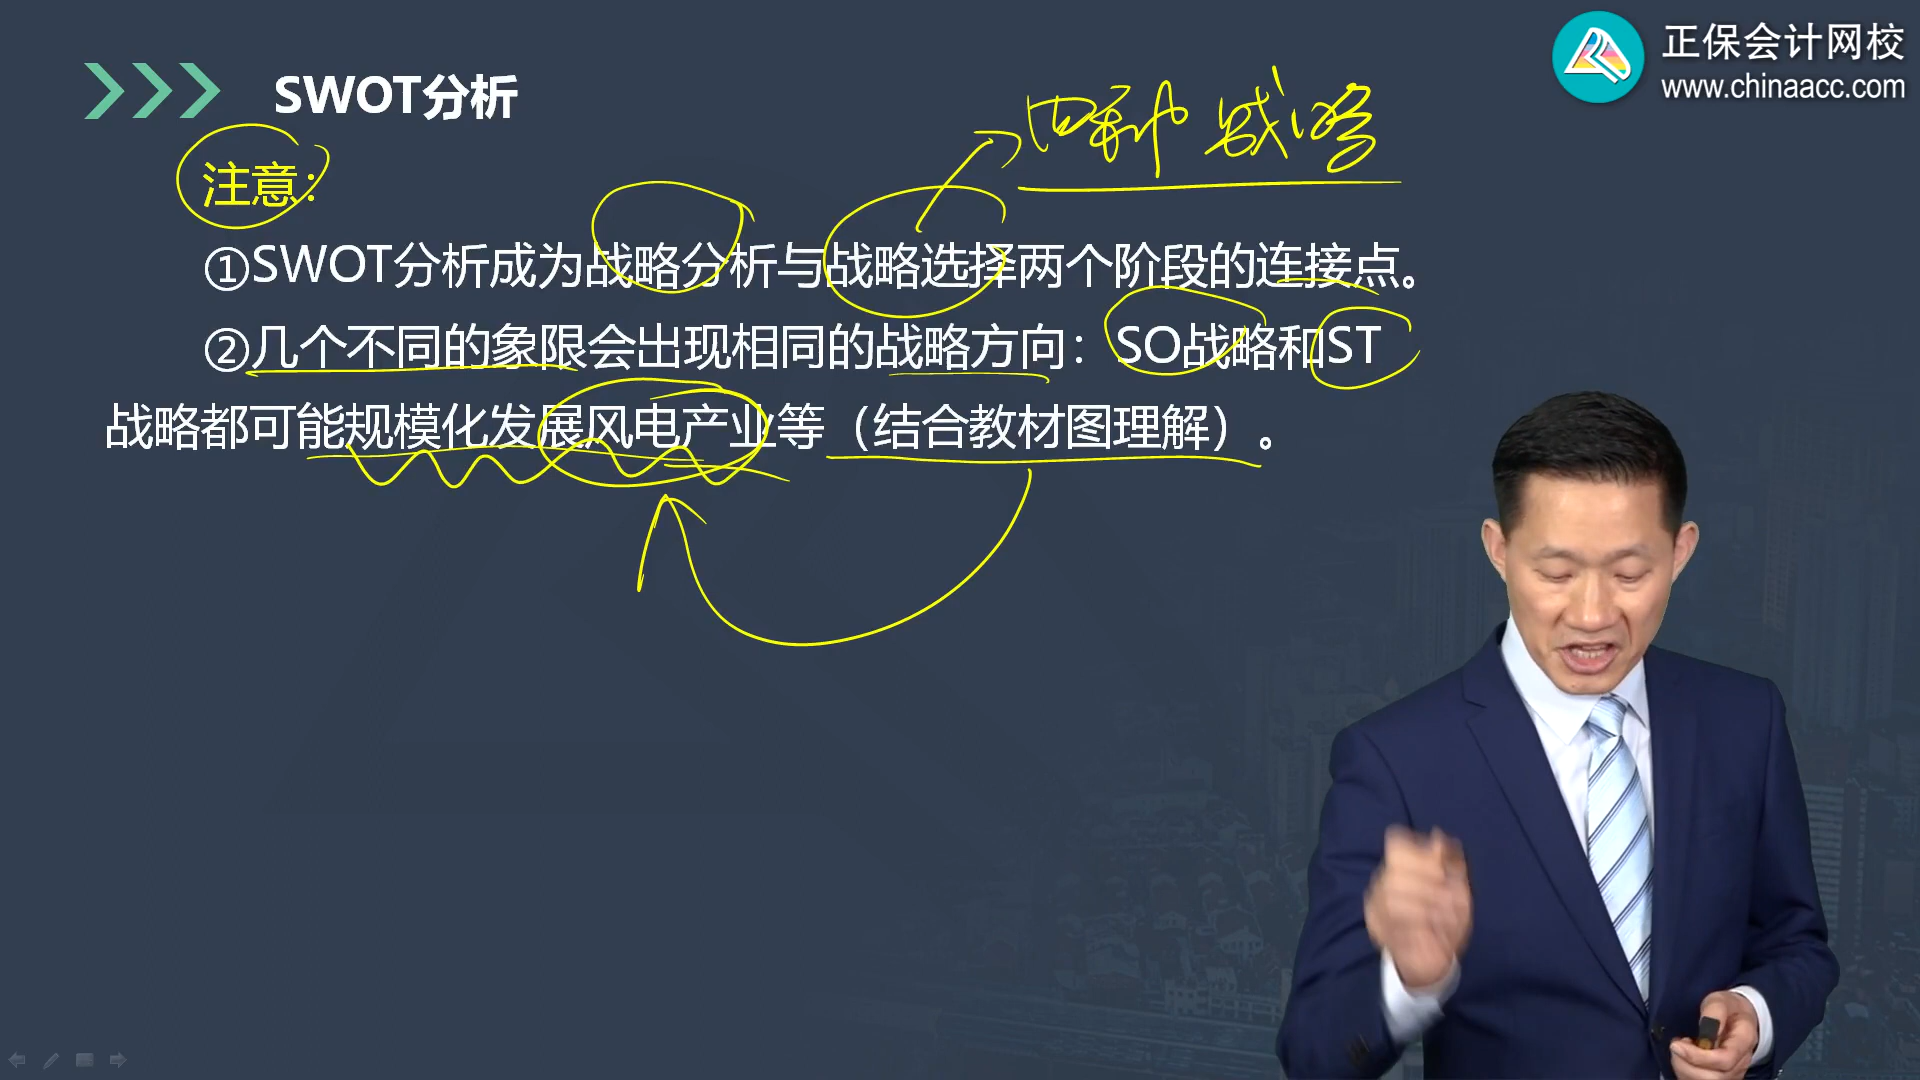 正保会计网校
www.chinaacc.com
SWOT分析
四种战略
注意：
①SWOT分析成为战略分析与战略选择两个阶段的连接点。
②几个不同的象限会出现相同的战略方向：SO战略和ST
战略都可能规模化发展风电产业等（结合教材图理解）。